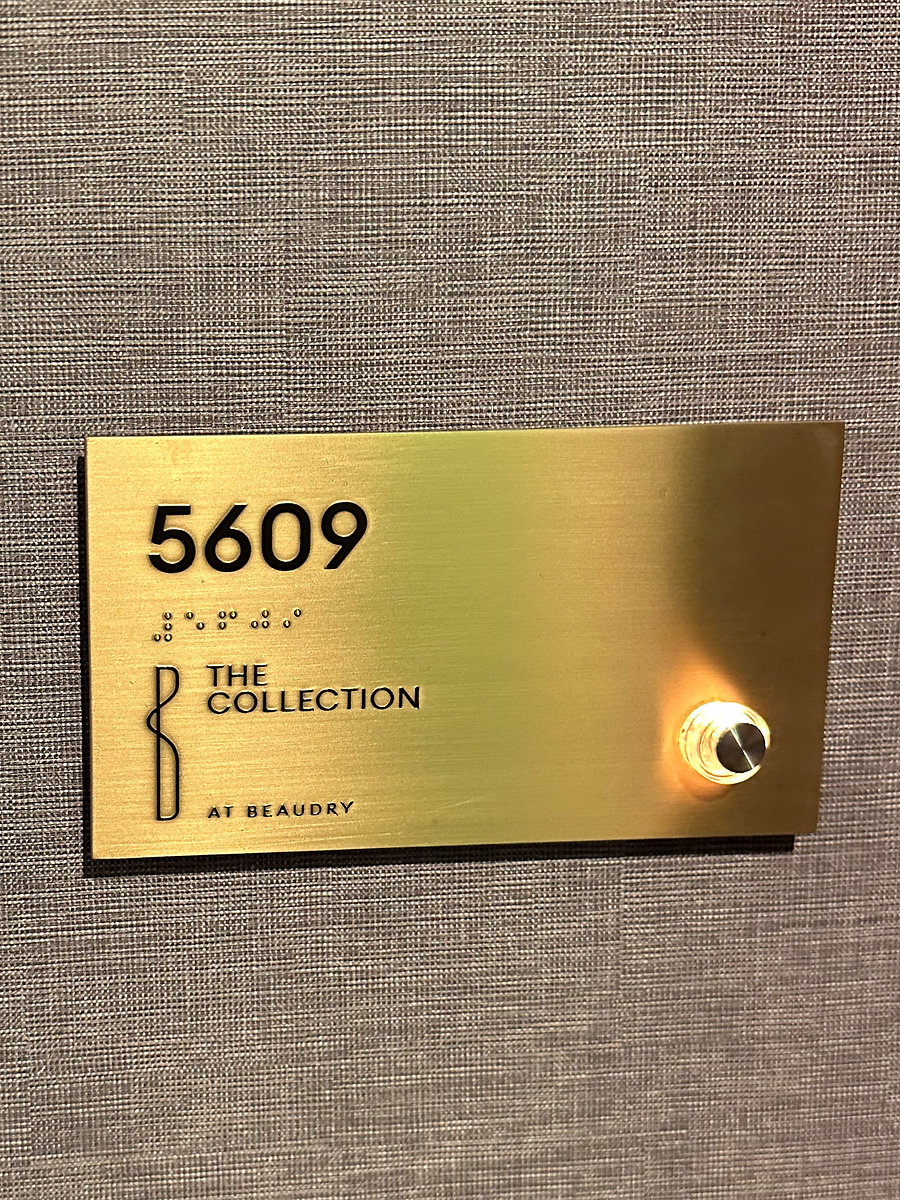 5609
⠼⠑⠋⠚⠊
THE
COLLECTION
AT BEAUDRY